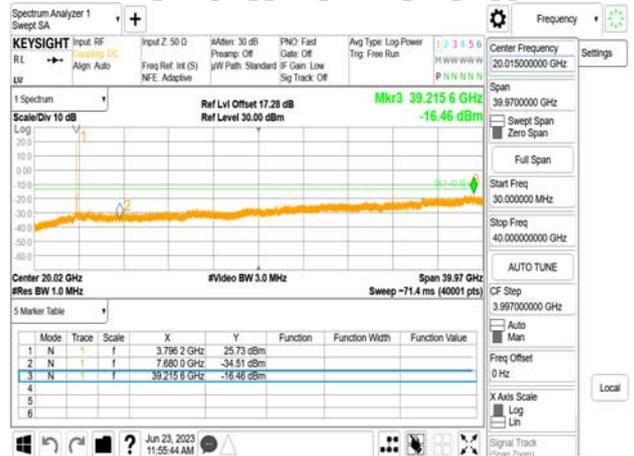 Spectrum Analyzer 1
Swept SA
+
Frequency
KEYSIGHT
RL
Input: RF
Coupling: DC
Align: Auto
Input Z: 50 Ω
Freq Ref: Int (S)
NFE: Adaptive
#Atten: 30 dB
Preamp: Off
µW Path: Standard
PNO: Fast
Gate: Off
IF Gain: Low
Sig Track: Off
Avg Type: Log-Power
Trig: Free Run
1 2 3 4 5 6
M W W W W W
P N N N N N
Center Frequency
20.015000000 GHz
Settings
Span
39.9700000 GHz
Swept Span
Zero Span
Full Span
Start Freq
30.000000 MHz
Stop Freq
40.000000000 GHz
AUTO TUNE
CF Step
3.997000000 GHz
Auto
Man
Freq Offset
0 Hz
X Axis Scale
Log
Lin
Signal Track
(Span Zoom)
Local
1 Spectrum
Scale/Div 10 dB
Ref Lvl Offset 17.28 dB
Ref Level 30.00 dBm
Mkr3 39.215 6 GHz
-16.46 dBm
Log
20.0
10.0
0.00
-10.0
-20.0
-30.0
-40.0
-50.0
-60.0
1
2
Center 20.02 GHz
#Res BW 1.0 MHz
#Video BW 3.0 MHz
Span 39.97 GHz
Sweep ~71.4 ms (40001 pts)
5 Marker Table
Mode Trace Scale X Y Function Function Width Function Value
1 N 1 f 3.796 2 GHz 25.73 dBm
2 N 1 f 7.680 0 GHz -34.51 dBm
3 N 1 f 39.215 6 GHz -16.46 dBm
4
5
6
?
Jun 23, 2023
11:55:44 AM